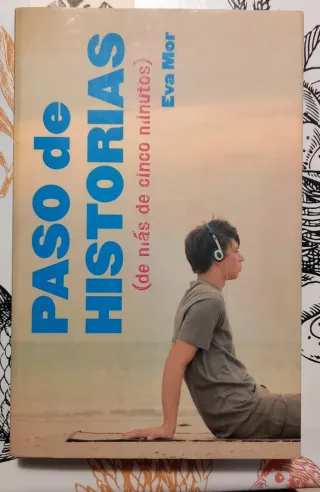 PASO de
HISTORIAS
(de más de cinco minutos)
Eva Mor